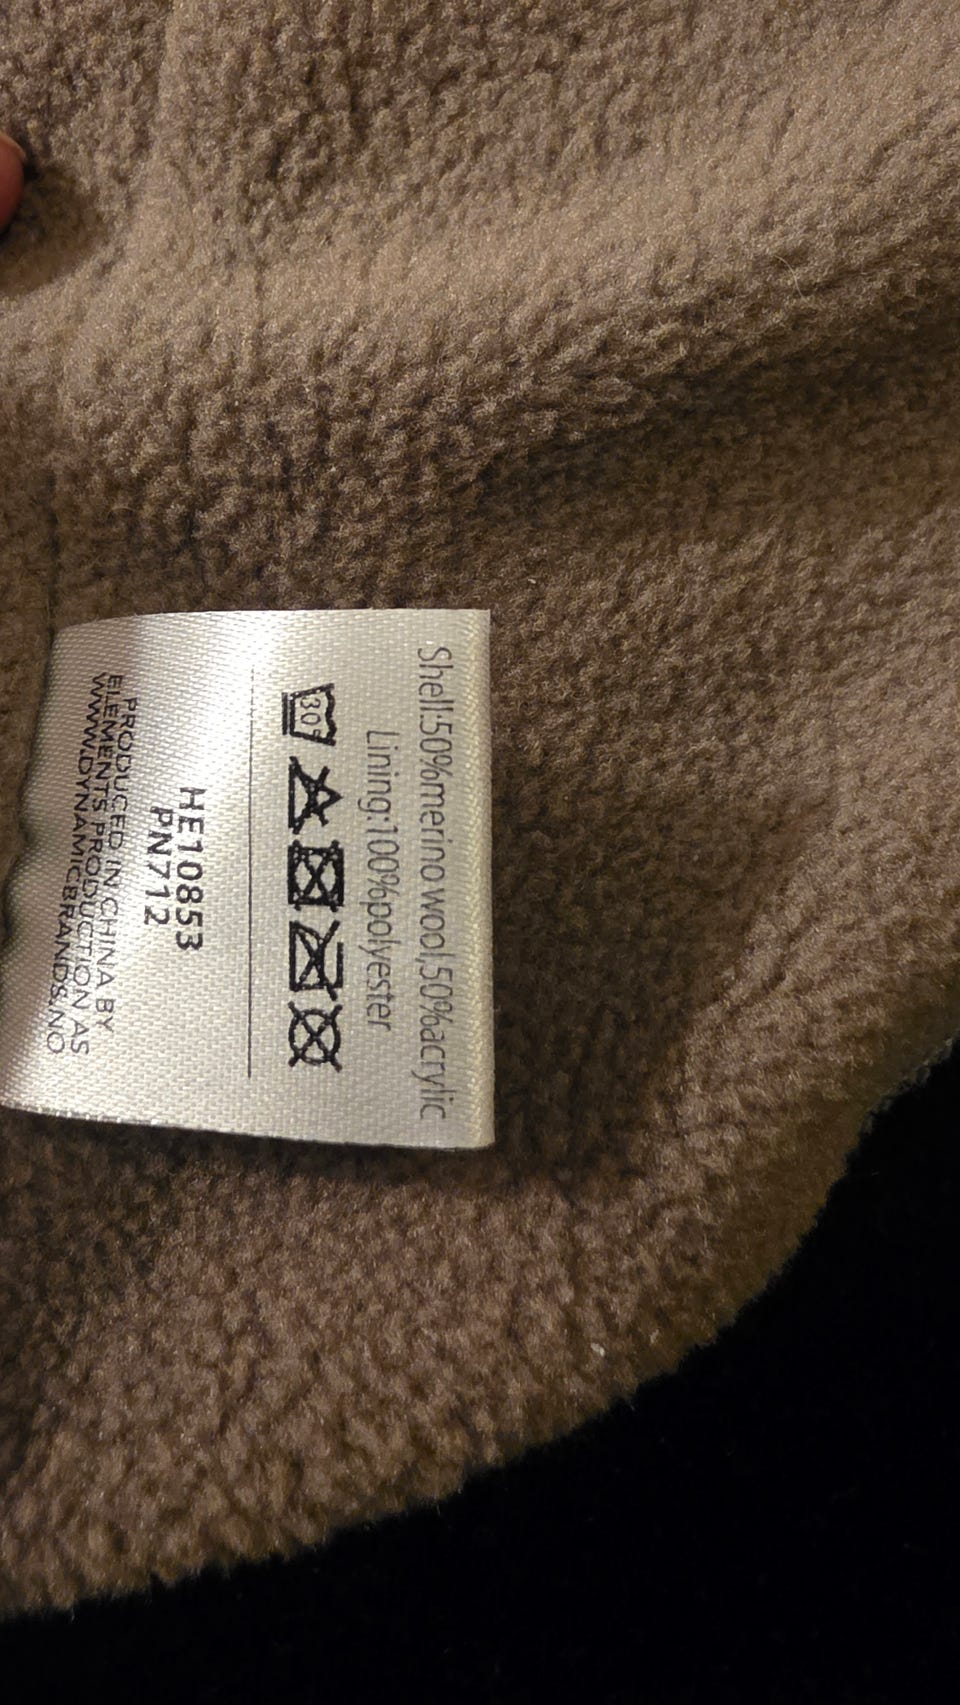 Shell:50%merino wool,50%acrylic
Lining:100%polyester
30°
HE10853
PN712
PRODUCED IN CHINA BY
ELEMENTS PRODUCTION AS
WWW.DYNAMICBRANDS.NO